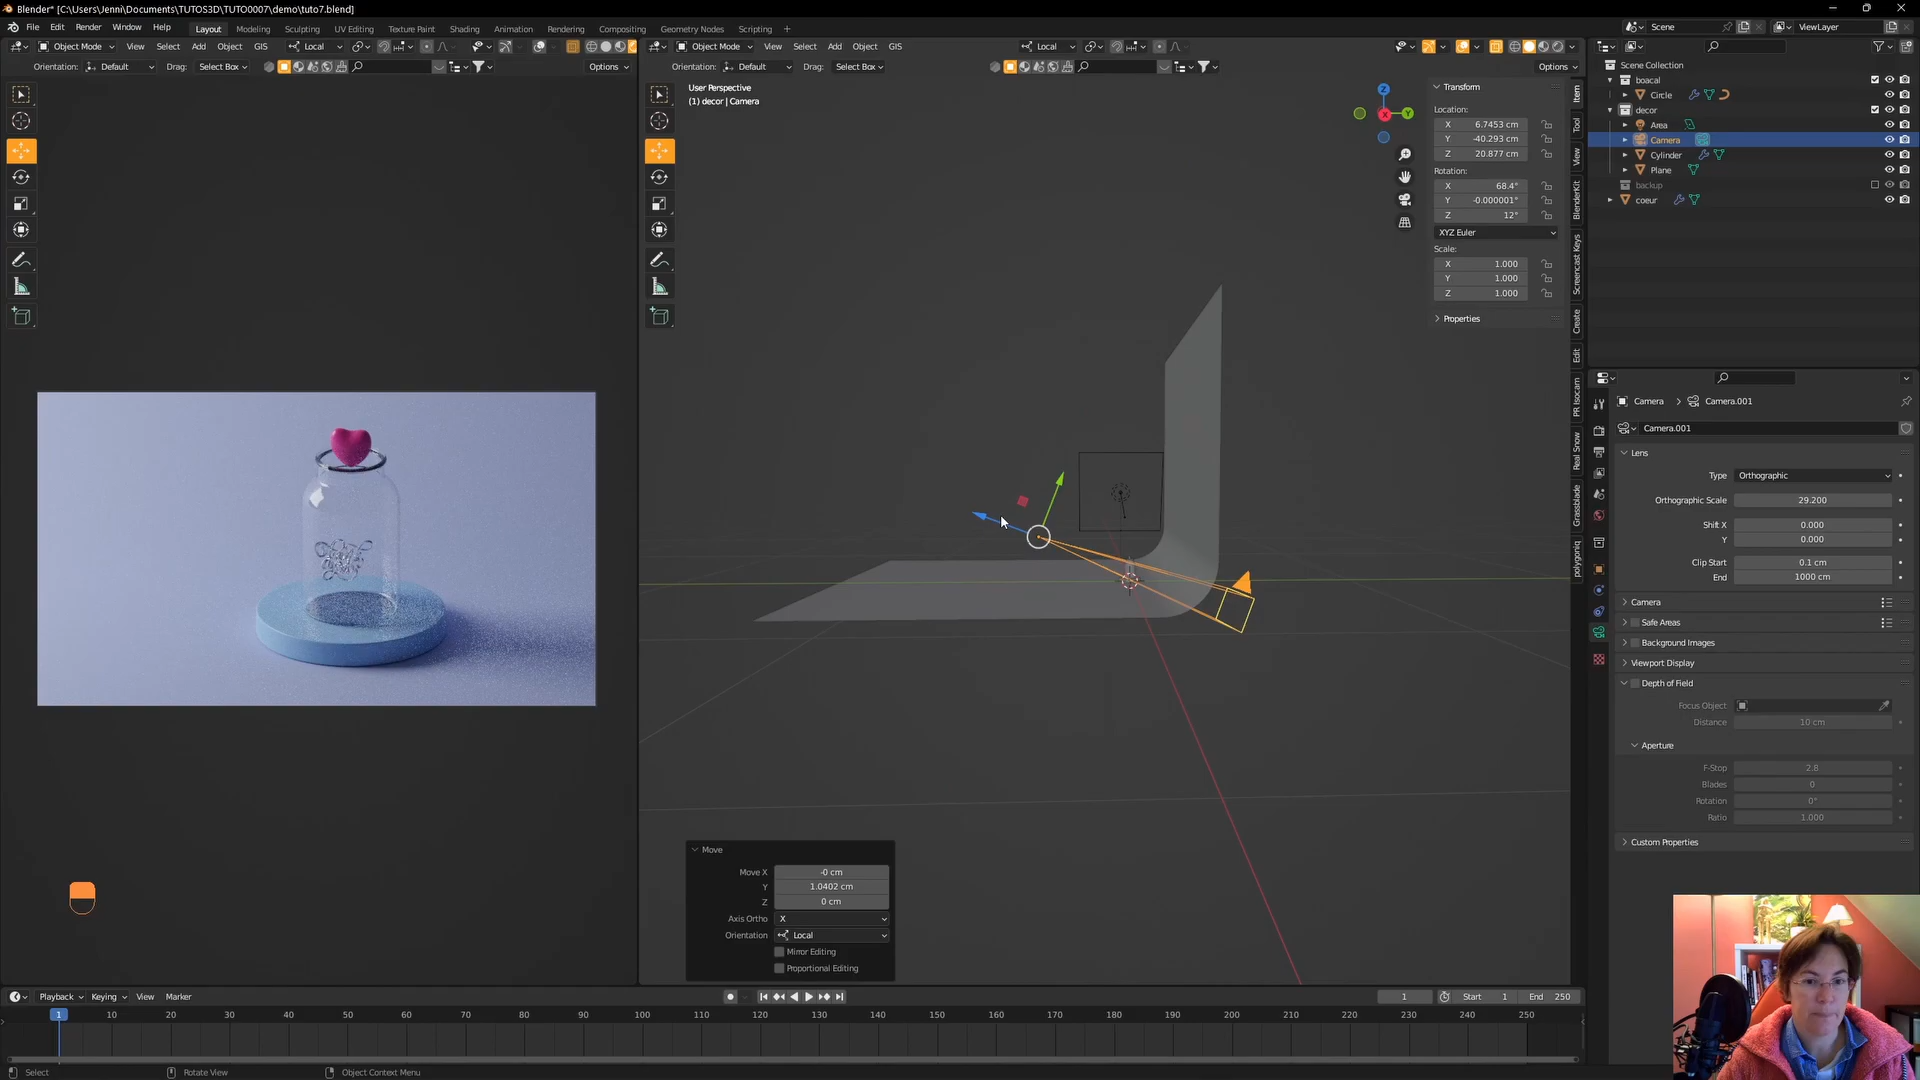 Blender* [C:\Users\Jenni\Documents\TUTOS3D\TUTO0007\demo\tuto7.blend]
File Edit Render Window Help Layout Modeling Sculpting UV Editing Texture Paint Shading Animation Rendering Compositing Geometry Nodes Scripting + Scene ViewLayer
Object Mode View Select Add Object GIS Local
Orientation: Default Drag: Select Box Options
Object Mode View Select Add Object GIS Local
Orientation: Default Drag: Select Box Options
User Perspective
(1) decor | Camera
Z
Y
X
Transform
Location:
X 6.7453 cm
Y -40.293 cm
Z 20.877 cm
Rotation:
X 68.4°
Y -0.000001°
Z 12°
XYZ Euler
Scale:
X 1.000
Y 1.000
Z 1.000
Properties
Item
Tool
View
BlenderKit
Screencast Keys
Create
Edit
PR Isocam
Real Snow
Grassblade
polygoniq
Scene Collection
boacal
Circle
decor
Area
Camera
Cylinder
Plane
backup
coeur
Camera > Camera.001
Camera.001
Lens
Type Orthographic
Orthographic Scale 29.200
Shift X 0.000
Y 0.000
Clip Start 0.1 cm
End 1000 cm
Camera
Safe Areas
Background Images
Viewport Display
Depth of Field
Focus Object
Distance 10 cm
Aperture
F-Stop 2.8
Blades 0
Rotation 0°
Ratio 1.000
Custom Properties
Move
Move X -0 cm
Y 1.0402 cm
Z 0 cm
Axis Ortho X
Orientation Local
Mirror Editing
Proportional Editing
Playback Keying View Marker 1 Start 1 End 250
1 10 20 30 40 50 60 70 80 90 100 110 120 130 140 150 160 170 180 190 200 210 220 230 240 250
Select Rotate View Object Context Menu